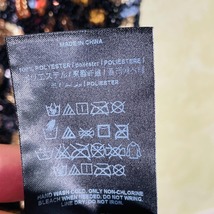 MADE IN CHINA
100% POLYESTER / poliester / POLIESTERE /
HAND WASH COLD, ONLY NON-CHLORINE
BLEACH WHEN NEEDED, DO NOT WRING,
LINE DRY, DO NOT IRON